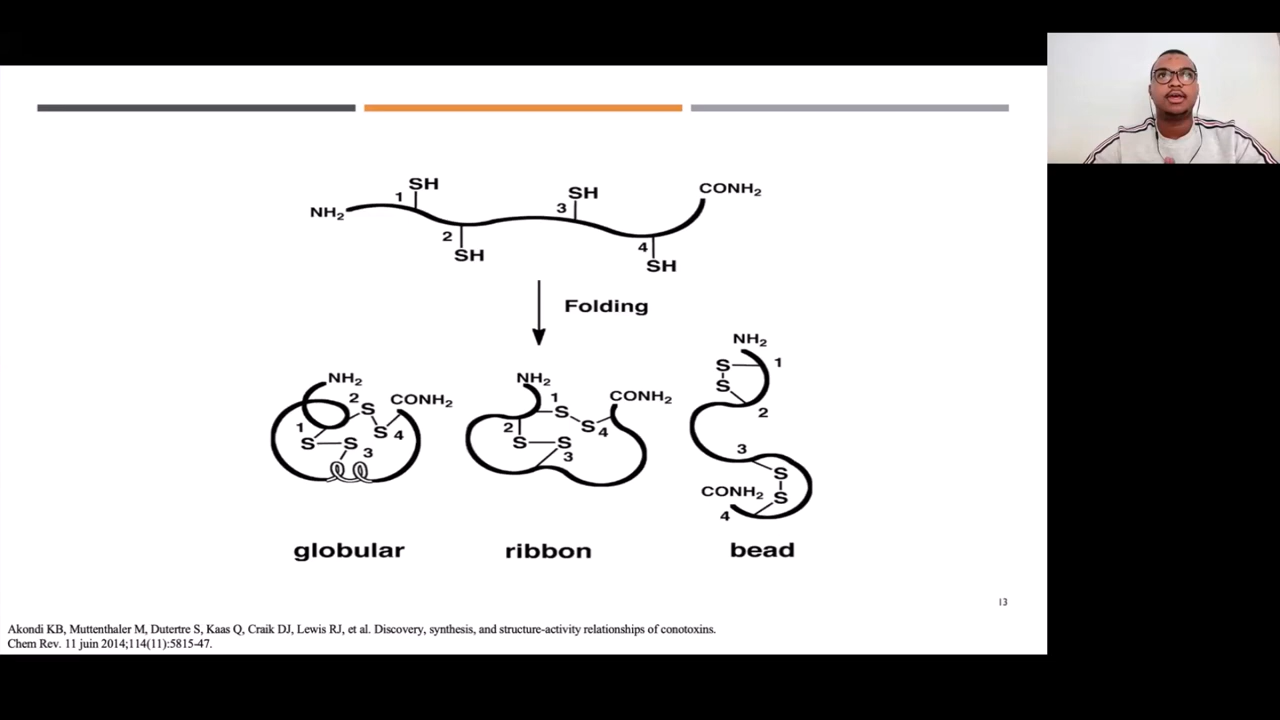 SH
1
SH
3
CONH2
NH2
2
SH
4
SH
Folding
NH2
2
CONH2
S
1
S
4
S
S
3
NH2
1
CONH2
S
S
4
2
S
S
3
NH2
S
1
S
2
3
S
CONH2
S
4
globular
ribbon
bead
13
Akondi KB, Muttenthaler M, Dutertre S, Kaas Q, Craik DJ, Lewis RJ, et al. Discovery, synthesis, and structure-activity relationships of conotoxins.
Chem Rev. 11 juin 2014;114(11):5815-47.